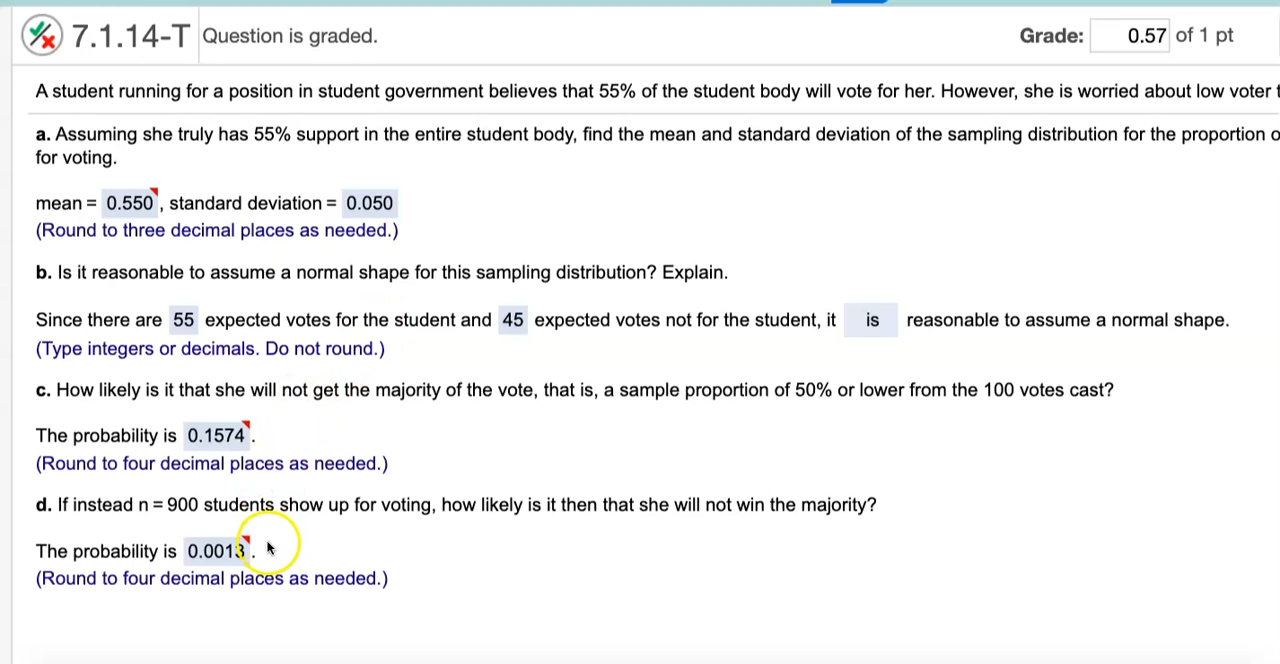 7.1.14-T Question is graded. Grade: 0.57 of 1 pt
A student running for a position in student government believes that 55% of the student body will vote for her. However, she is worried about low voter
a. Assuming she truly has 55% support in the entire student body, find the mean and standard deviation of the sampling distribution for the proportion
for voting.
mean = 0.550, standard deviation = 0.050
(Round to three decimal places as needed.)
b. Is it reasonable to assume a normal shape for this sampling distribution? Explain.
Since there are 55 expected votes for the student and 45 expected votes not for the student, it is reasonable to assume a normal shape.
(Type integers or decimals. Do not round.)
c. How likely is it that she will not get the majority of the vote, that is, a sample proportion of 50% or lower from the 100 votes cast?
The probability is 0.1574.
(Round to four decimal places as needed.)
d. If instead n = 900 students show up for voting, how likely is it then that she will not win the majority?
The probability is 0.0013.
(Round to four decimal places as needed.)